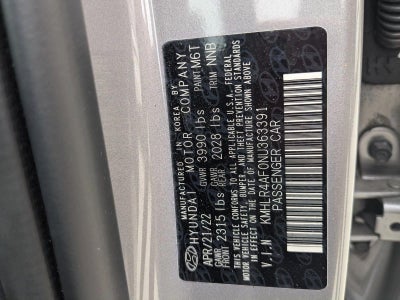 MANUFACTURED IN KOREA BY
HYUNDAI MOTOR COMPANY
APR/21/22 GVWR 3990 lbs PAINT M6T
GAWR FRONT 2315 lbs GAWR REAR 2028 lbs TRIM NNB
THIS VEHICLE CONFORMS TO ALL APPLICABLE U.S.A. FEDERAL
MOTOR VEHICLE SAFETY, BUMPER, AND THEFT PREVENTION
STANDARDS IN EFFECT ON THE DATE OF MANUFACTURE
V.I.N KMHLR4AF0NU363391
PASSENGER CAR